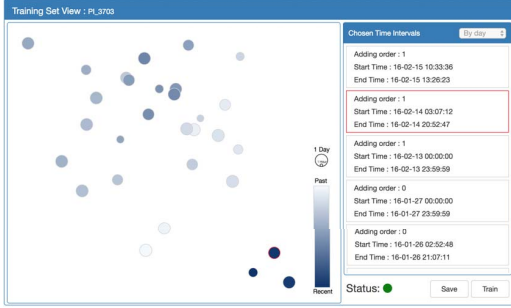 Training Set View : PI_3703
1 Day
Past
Recent
Chosen Time Intervals
By day
Adding order : 1
Start Time : 16-02-15 10:33:36
End Time : 16-02-15 13:26:23
Adding order : 1
Start Time : 16-02-14 03:07:12
End Time : 16-02-14 20:52:47
Adding order : 1
Start Time : 16-02-13 00:00:00
End Time : 16-02-13 23:59:59
Adding order : 0
Start Time : 16-01-27 00:00:00
End Time : 16-01-27 23:59:59
Adding order : 0
Start Time : 16-01-26 02:52:48
End Time : 16-01-26 21:07:11
Status:
Save
Train